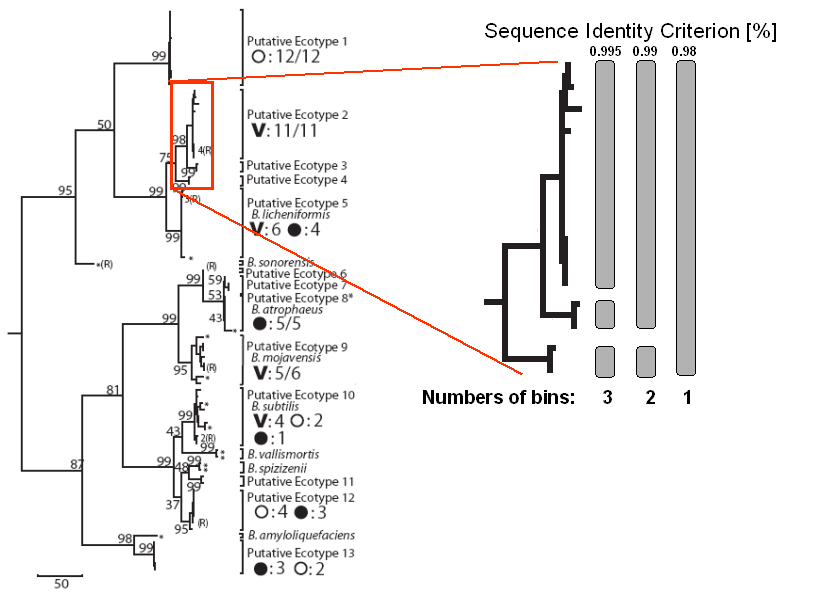 Sequence Identity Criterion [%]
0.995 0.99 0.98
99
Putative Ecotype 1
O: 12/12
50
Putative Ecotype 2
V: 11/11
98
4(R)
75
Putative Ecotype 3
99
Putative Ecotype 4
99
95
99
3(R)
Putative Ecotype 5
B. licheniformis
V: 6 ●: 4
99
*
*(R)
B. sonorensis
(R)
Putative Ecotype 6
99
59
Putative Ecotype 7
53
Putative Ecotype 8*
B. atrophaeus
99
43
●: 5/5
*
*
Putative Ecotype 9
B. mojavensis
(R)
95
V: 5/6
*
81
Putative Ecotype 10
B. subtilis
*
99
V: 4 O: 2
*
43
2(R)
●: 1
99
*
*
B. vallismortis
87
99
48
99
*
*
B. spizizenii
99
Putative Ecotype 11
37
Putative Ecotype 12
O: 4 ●: 3
95
(R)
98
*
B. amyloliquefaciens
99
Putative Ecotype 13
●: 3 O: 2
50
Numbers of bins: 3 2 1